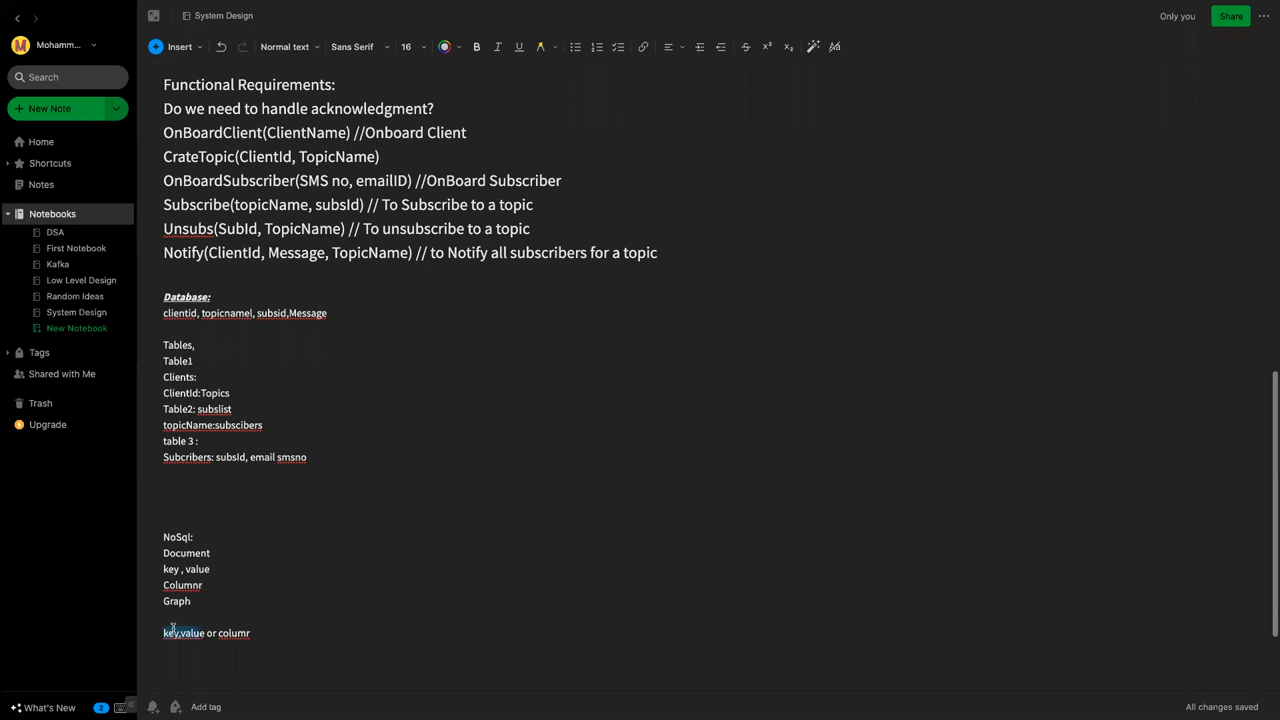 System Design
Only you
Share
Mohamm...
Insert
Normal text
Sans Serif
16
Search
New Note
Home
Shortcuts
Notes
Notebooks
DSA
First Notebook
Kafka
Low Level Design
Random Ideas
System Design
New Notebook
Tags
Shared with Me
Trash
Upgrade
What's New
2
Functional Requirements:
Do we need to handle acknowledgment?
OnBoardClient(ClientName) //Onboard Client
CrateTopic(ClientId, TopicName)
OnBoardSubscriber(SMS no, emailID) //OnBoard Subscriber
Subscribe(topicName, subsId) // To Subscribe to a topic
Unsubs(SubId, TopicName) // To unsubscribe to a topic
Notify(ClientId, Message, TopicName) // to Notify all subscribers for a topic
Database:
clientid, topicnamel, subsid,Message
Tables,
Table1
Clients:
ClientId:Topics
Table2: subslist
topicName:subscibers
table 3 :
Subcribers: subsId, email smsno
NoSql:
Document
key , value
Columnr
Graph
key,value or columr
Add tag
All changes saved